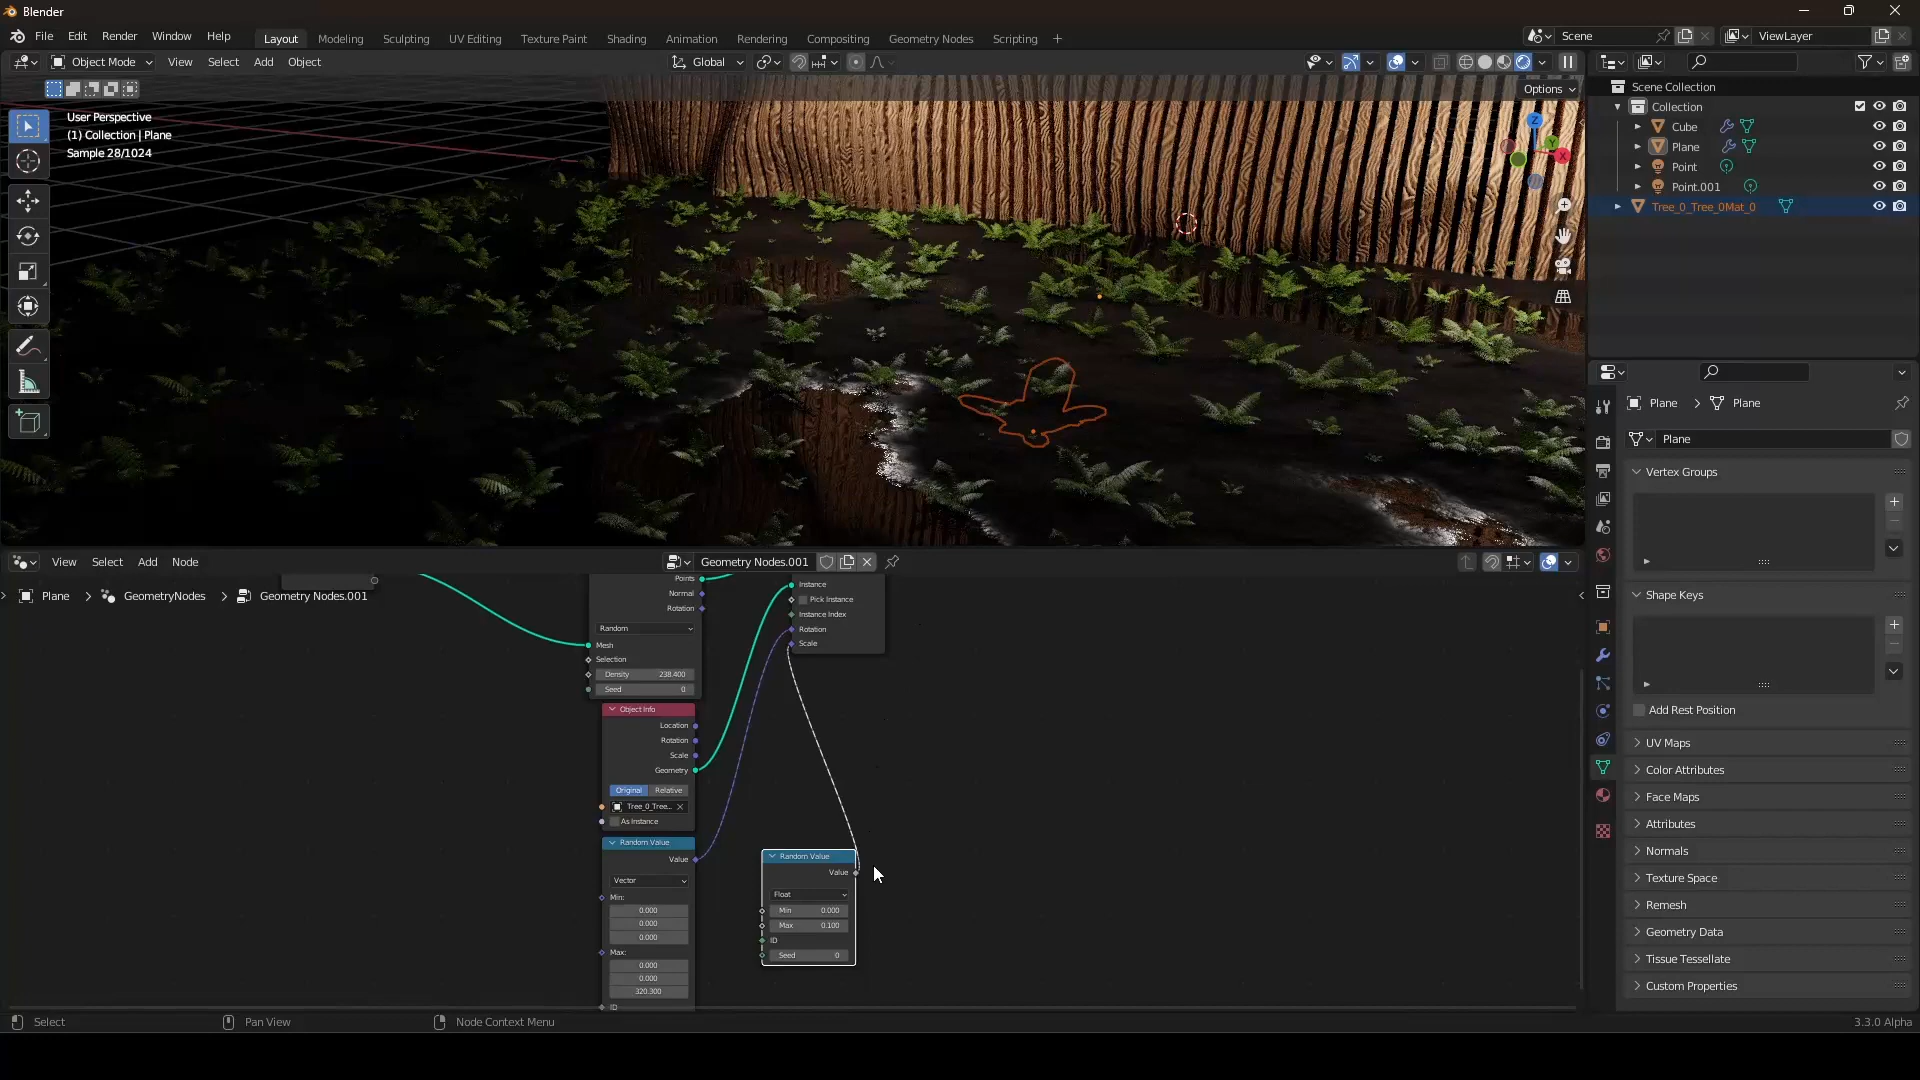 Blender
File Edit Render Window Help
Layout Modeling Sculpting UV Editing Texture Paint Shading Animation Rendering Compositing Geometry Nodes Scripting +
Scene
ViewLayer
Object Mode View Select Add Object
Global
Options
User Perspective
(1) Collection | Plane
Sample 28/1024
Z
Y
X
Scene Collection
Collection
Cube
Plane
Point
Point.001
Tree_0_Tree_0Mat_0
Plane > Plane
Plane
Vertex Groups
Shape Keys
Add Rest Position
UV Maps
Color Attributes
Face Maps
Attributes
Normals
Texture Space
Remesh
Geometry Data
Tissue Tessellate
Custom Properties
View Select Add Node
Geometry Nodes.001
Plane > GeometryNodes > Geometry Nodes.001
Points
Normal
Rotation
Random
Mesh
Selection
Density 238.400
Seed 0
Instance
Pick Instance
Instance Index
Rotation
Scale
Object Info
Location
Rotation
Scale
Geometry
Original Relative
Tree_0_Tree...
As Instance
Random Value
Value
Vector
Min:
0.000
0.000
0.000
Max:
0.000
0.000
320.300
ID
Random Value
Value
Float
Min 0.000
Max 0.100
ID
Seed 0
Select Pan View Node Context Menu
3.3.0 Alpha